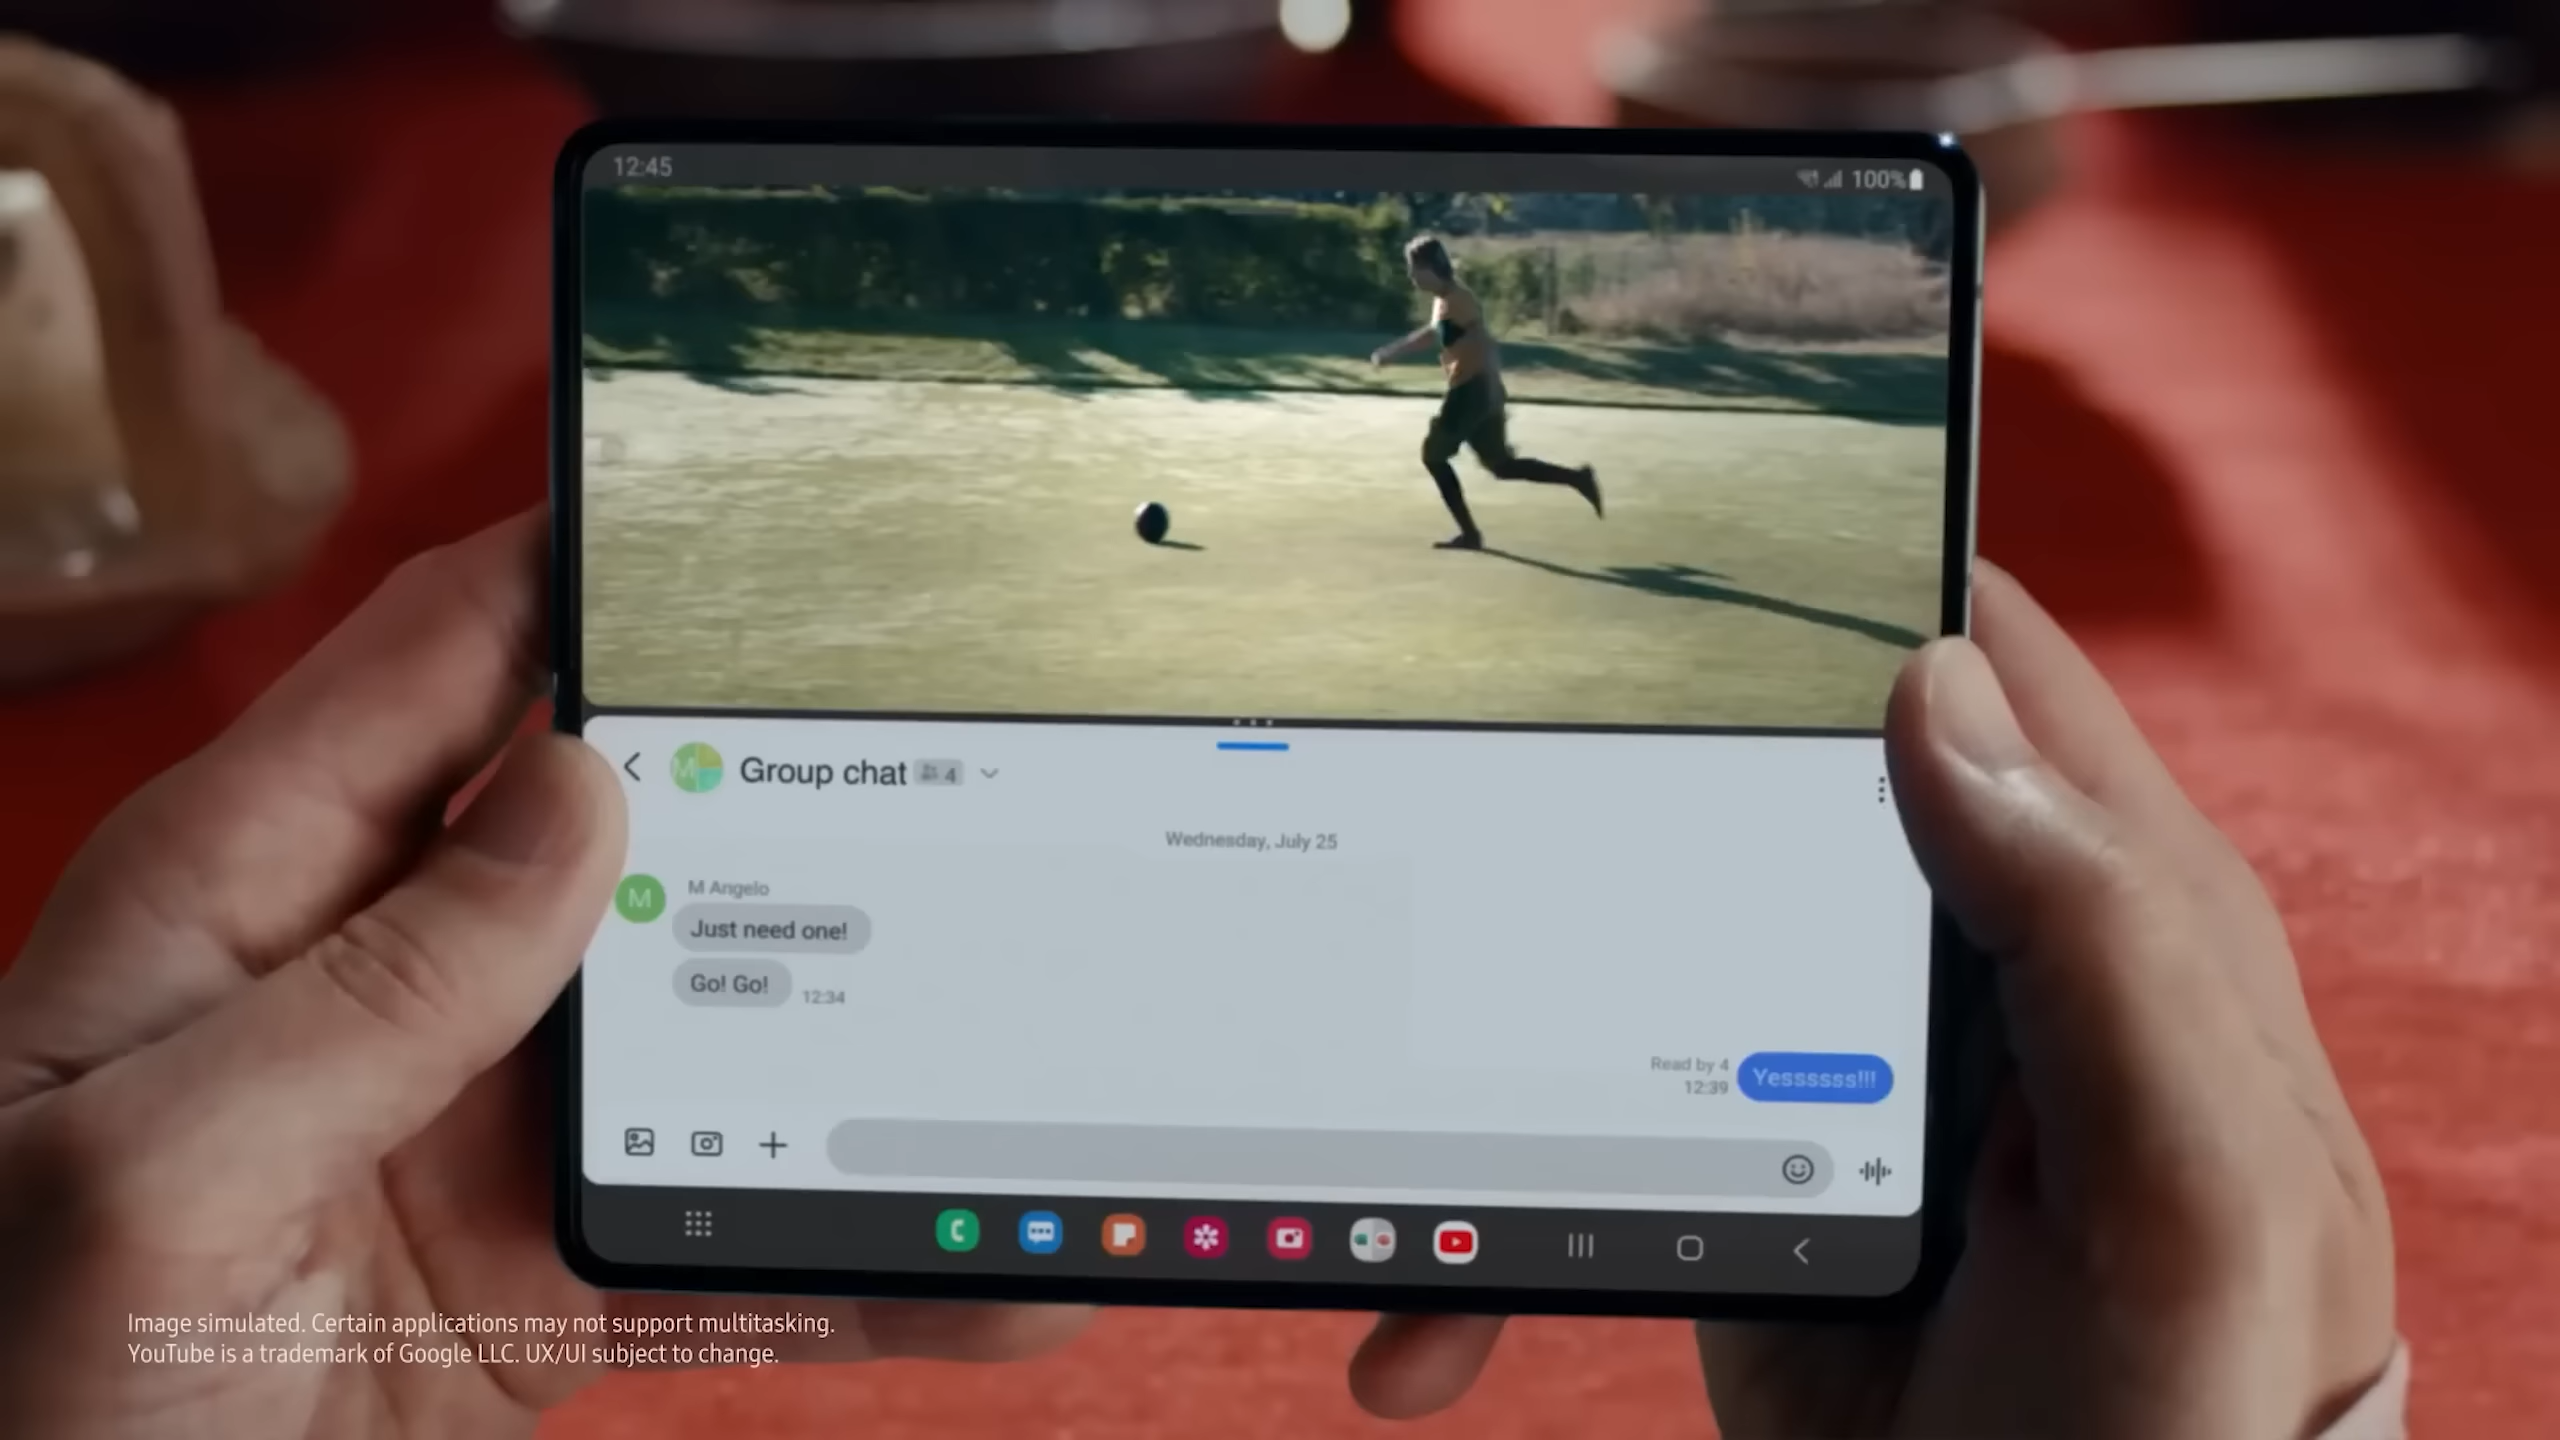 12:45
100%
Group chat 4
Wednesday, July 25
M
M
M Angelo
Just need one!
Go! Go!
12:34
Read by 4
12:39
Yessssss!!!
Image simulated. Certain applications may not support multitasking.
YouTube is a trademark of Google LLC. UX/UI subject to change.